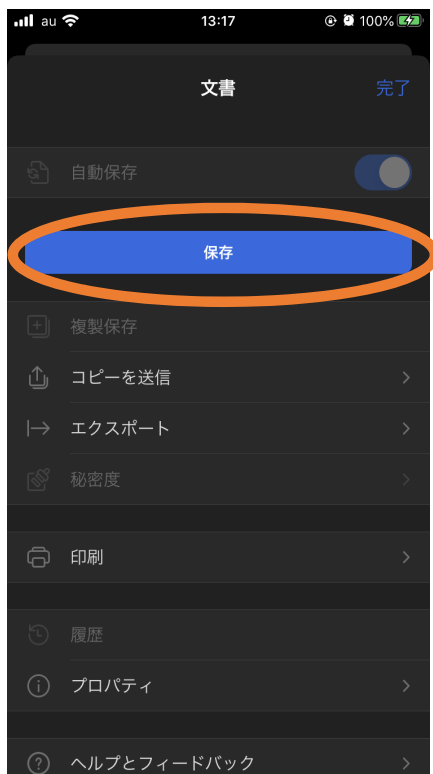 au 13:17 100%
文書 完了
自動保存
保存
複製保存
コピーを送信
エクスポート
秘密度
印刷
履歴
プロパティ
ヘルプとフィードバック